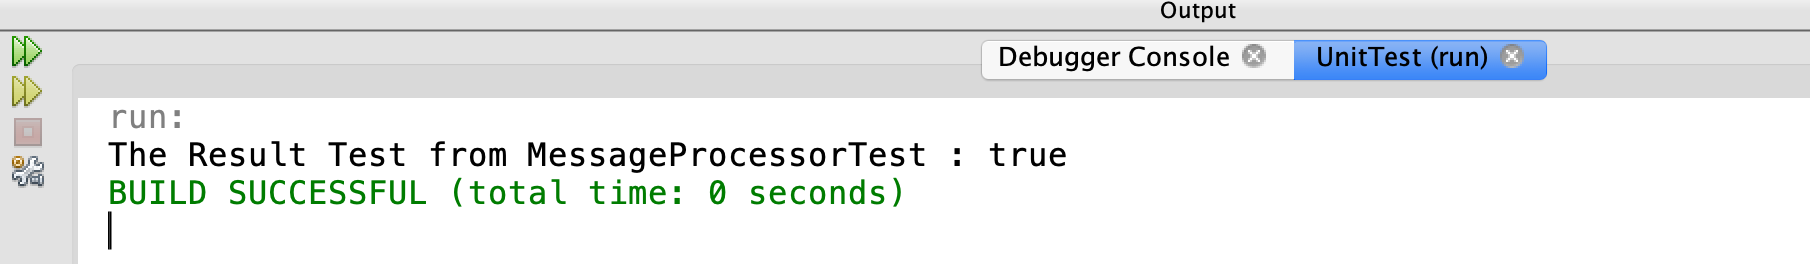 Output
Debugger Console UnitTest (run)
run:
The Result Test from MessageProcessorTest : true
BUILD SUCCESSFUL (total time: 0 seconds)